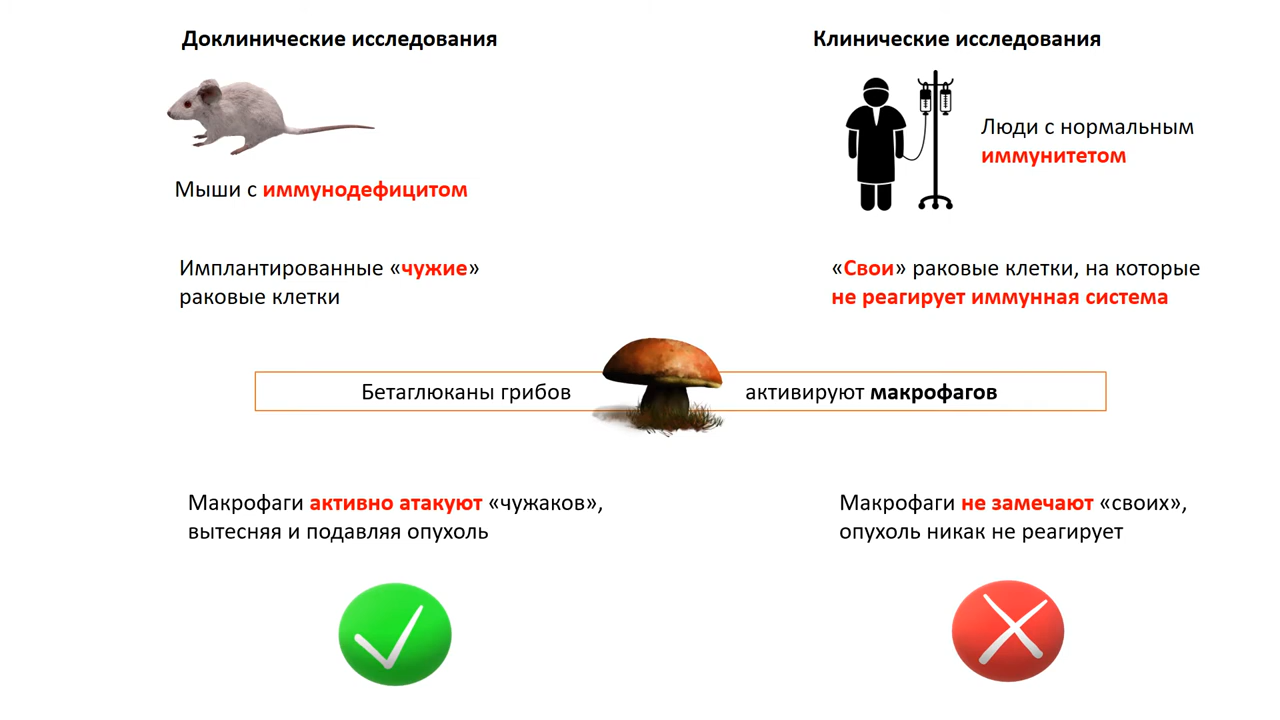 Доклинические исследования
Клинические исследования
Мыши с иммунодефицитом
Люди с нормальным
иммунитетом
Имплантированные «чужие»
раковые клетки
«Свои» раковые клетки, на которые
не реагирует иммунная система
Бетаглюканы грибов активируют макрофагов
Макрофаги активно атакуют «чужаков»,
вытесняя и подавляя опухоль
Макрофаги не замечают «своих»,
опухоль никак не реагирует